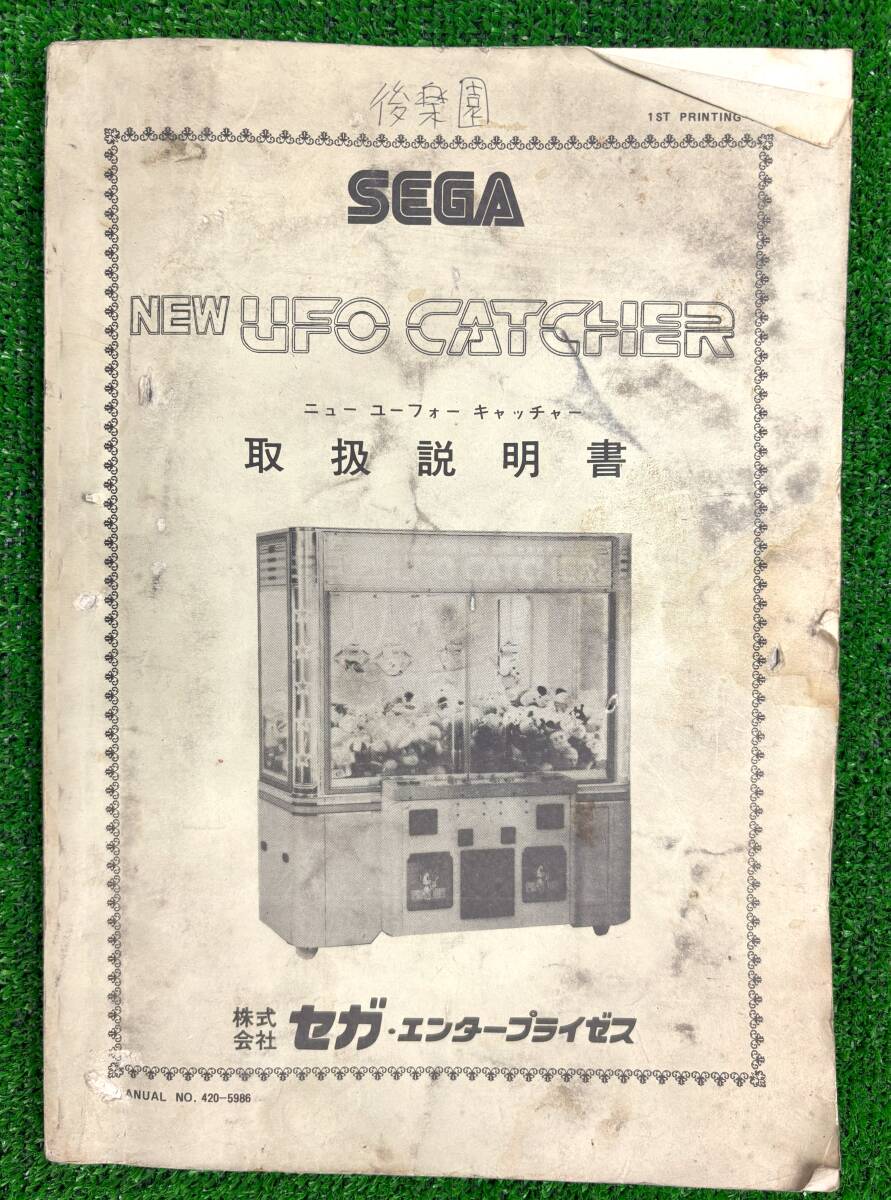 後楽園
1ST PRINTING
SEGA
NEW UFO CATCHER
ニュー ユーフォー キャッチャー
取扱説明書
株式会社 セガ・エンタープライゼス
ANUAL NO. 420-5986